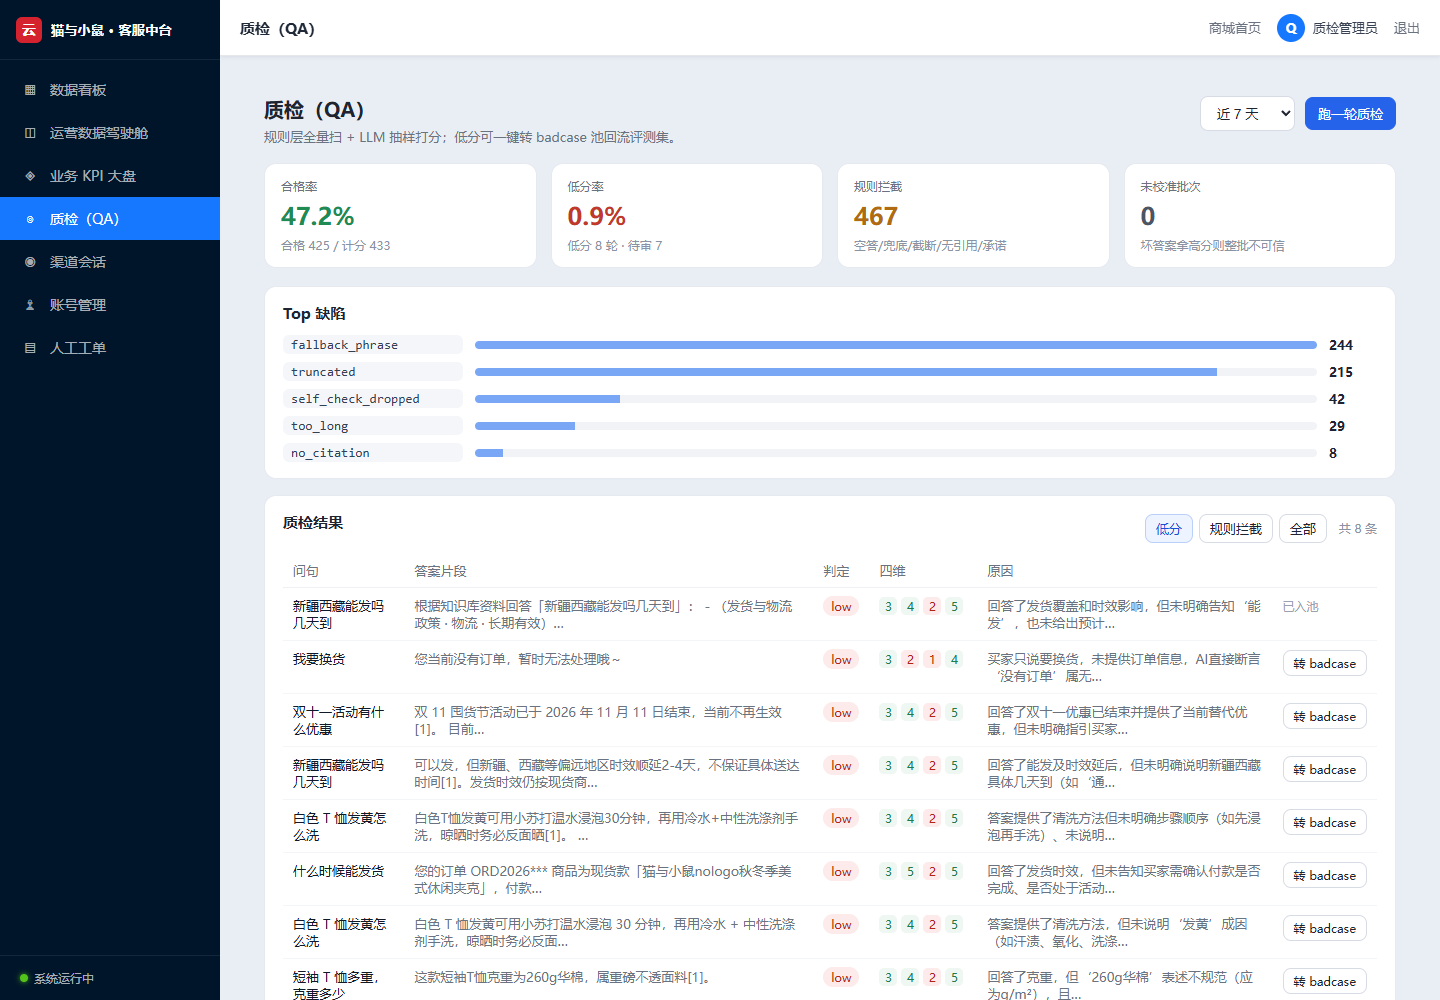 云 猫与小鼠 • 客服中台
数据看板
运营数据驾驶舱
业务 KPI 大盘
质检（QA）
渠道会话
账号管理
人工工单
系统运行中
质检（QA）
商城首页 Q 质检管理员 退出
质检（QA）
规则层全量扫 + LLM 抽样打分；低分可一键转 badcase 池回流评测集。
近 7 天 跑一轮质检
合格率
47.2%
合格 425 / 计分 433
低分率
0.9%
低分 8 轮 · 待审 7
规则拦截
467
空答/兜底/截断/无引用/承诺
未校准批次
0
坏答案拿高分则整批不可信
Top 缺陷
fallback_phrase 244
truncated 215
self_check_dropped 42
too_long 29
no_citation 8
质检结果
低分 规则拦截 全部 共 8 条
问句 答案片段 判定 四维 原因
新疆西藏能发吗
几天到
根据知识库资料回答「新疆西藏能发吗几天到」： - （发货与物流
政策 · 物流 · 长期有效）...
low 3 4 2 5
回答了发货覆盖和时效影响，但未明确告知‘能
发’，也未给出预计...
已入池
我要换货
您当前没有订单，暂时无法处理哦～
low 3 2 1 4
买家只说要换货，未提供订单信息，AI直接断言
‘没有订单’属无...
转 badcase
双十一活动有什
么优惠
双 11 囤货节活动已于 2026 年 11 月 11 日结束，当前不再生效
[1]。 目前...
low 3 4 2 5
回答了双十一优惠已结束并提供了当前替代优
惠，但未明确指引买家...
转 badcase
新疆西藏能发吗
几天到
可以发，但新疆、西藏等偏远地区时效顺延2-4天，不保证具体送达
时间[1]。发货时效仍按现货商...
low 3 4 2 5
回答了能发及时效延后，但未明确说明新疆西藏
具体几天到（如‘通...
转 badcase
白色 T 恤发黄怎
么洗
白色T恤发黄可用小苏打温水浸泡30分钟，再用冷水+中性洗涤剂手
洗，晾晒时务必反面晒[1]。 ...
low 3 4 2 5
答案提供了清洗方法但未明确步骤顺序（如先浸
泡再手洗）、未说明...
转 badcase
什么时候能发货
您的订单 ORD2026*** 商品为现货款「猫与小鼠nologo秋冬季美
式休闲夹克」，付款...
low 3 5 2 5
回答了发货时效，但未告知买家需确认付款是否
完成、是否处于活动...
转 badcase
白色 T 恤发黄怎
么洗
白色 T 恤发黄可用小苏打温水浸泡 30 分钟，再用冷水 + 中性洗涤
剂手洗，晾晒时务必反面...
low 3 4 2 5
答案提供了清洗方法，但未说明‘发黄’成因
（如汗渍、氧化、洗涤...
转 badcase
短袖 T 恤多重，
克重多少
这款短袖T恤克重为260g华棉，属重磅不透面料[1]。
low 3 4 2 5
回答了克重，但‘260g华棉’表述不规范（应
为g/m²），且...
转 badcase